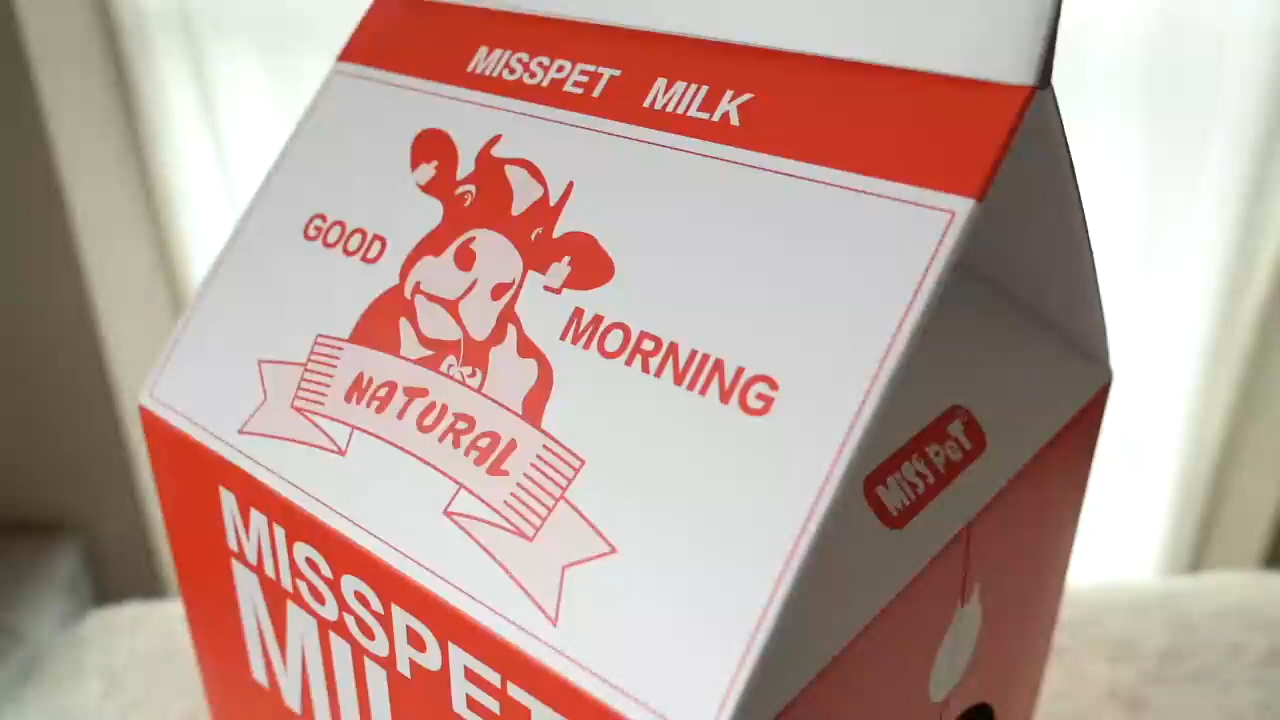 MISSPET MILK
GOOD
MORNING
NATURAL
MISS PET
MISSPET